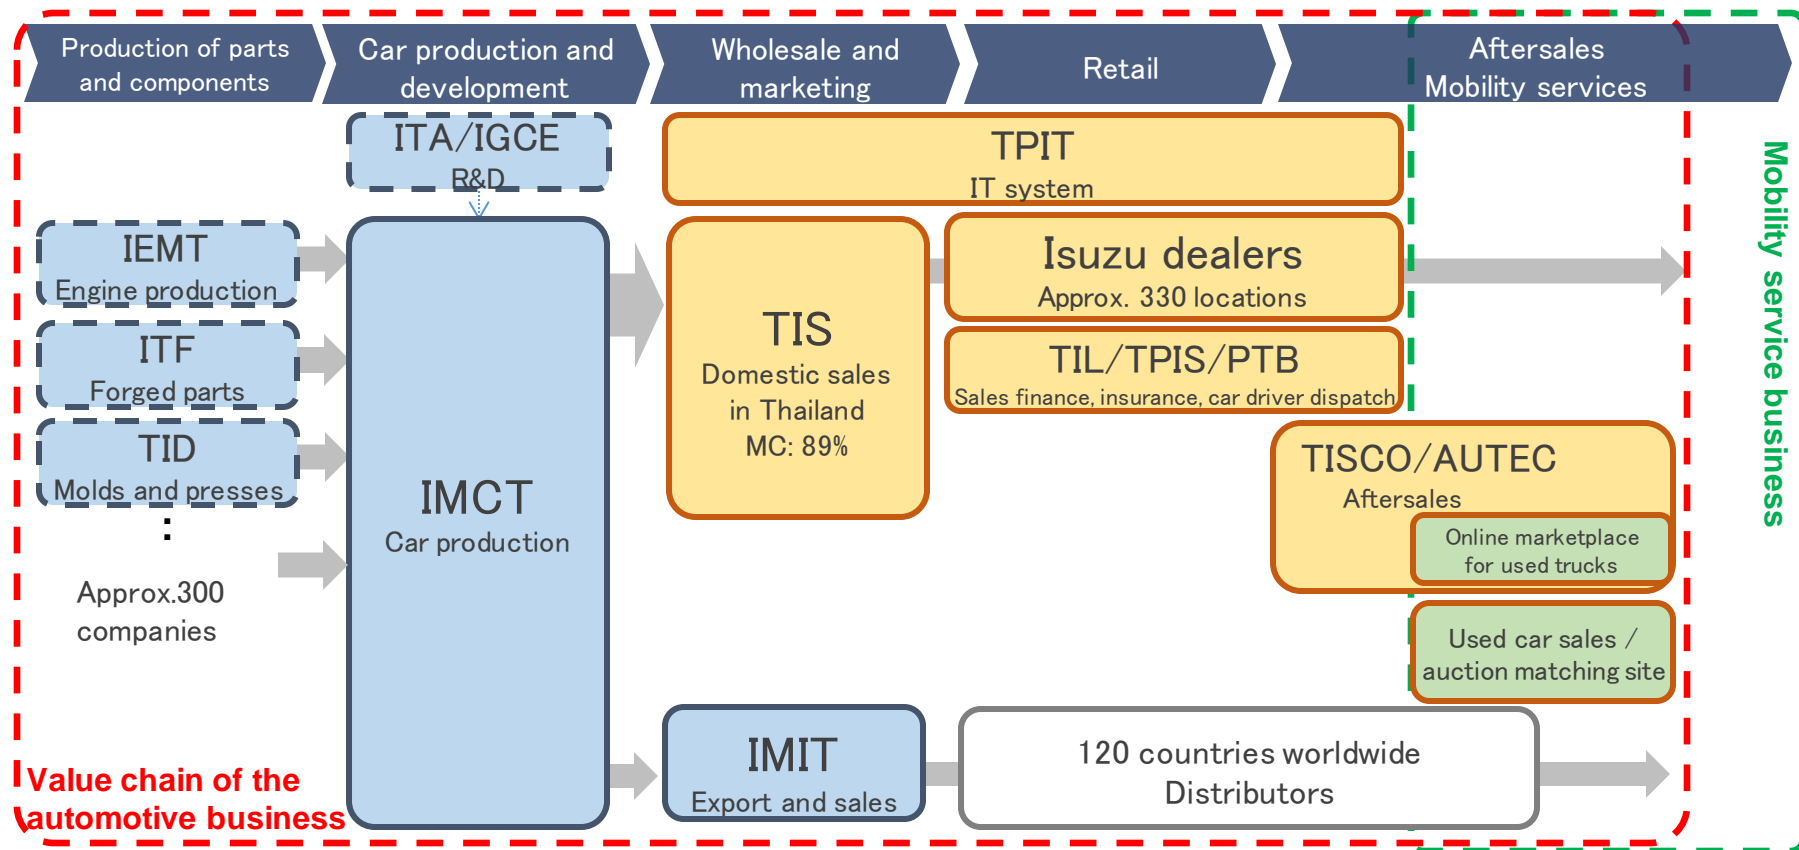 Production of parts
and components
Car production and
development
Wholesale and
marketing
Retail
Aftersales
Mobility services
ITA/IGCE
R&D
TPIT
IT system
IEMT
Engine production
ITF
Forged parts
TID
Molds and presses
:
Approx.300
companies
IMCT
Car production
TIS
Domestic sales
in Thailand
MC: 89%
Isuzu dealers
Approx. 330 locations
TIL/TPIS/PTB
Sales finance, insurance, car driver dispatch
TISCO/AUTEC
Aftersales
Online marketplace
for used trucks
Used car sales /
auction matching site
IMIT
Export and sales
120 countries worldwide
Distributors
Value chain of the
automotive business
Mobility service business